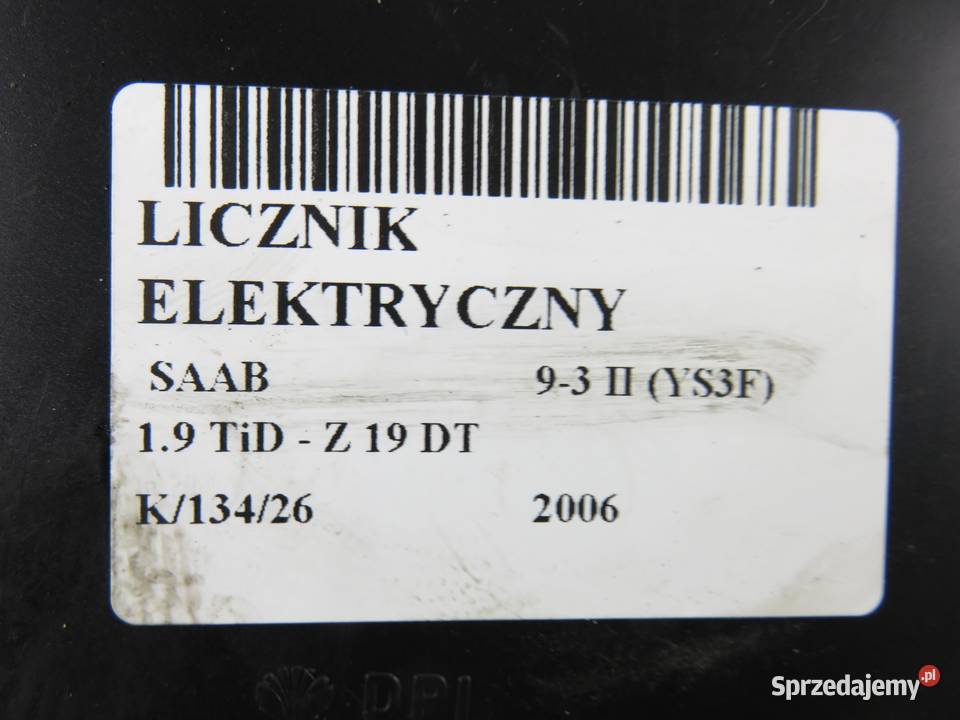 LICZNIK
ELEKTRYCZNY
SAAB 9-3 II (YS3F)
1.9 TiD - Z 19 DT
K/134/26 2006
Sprzedajemy.pl